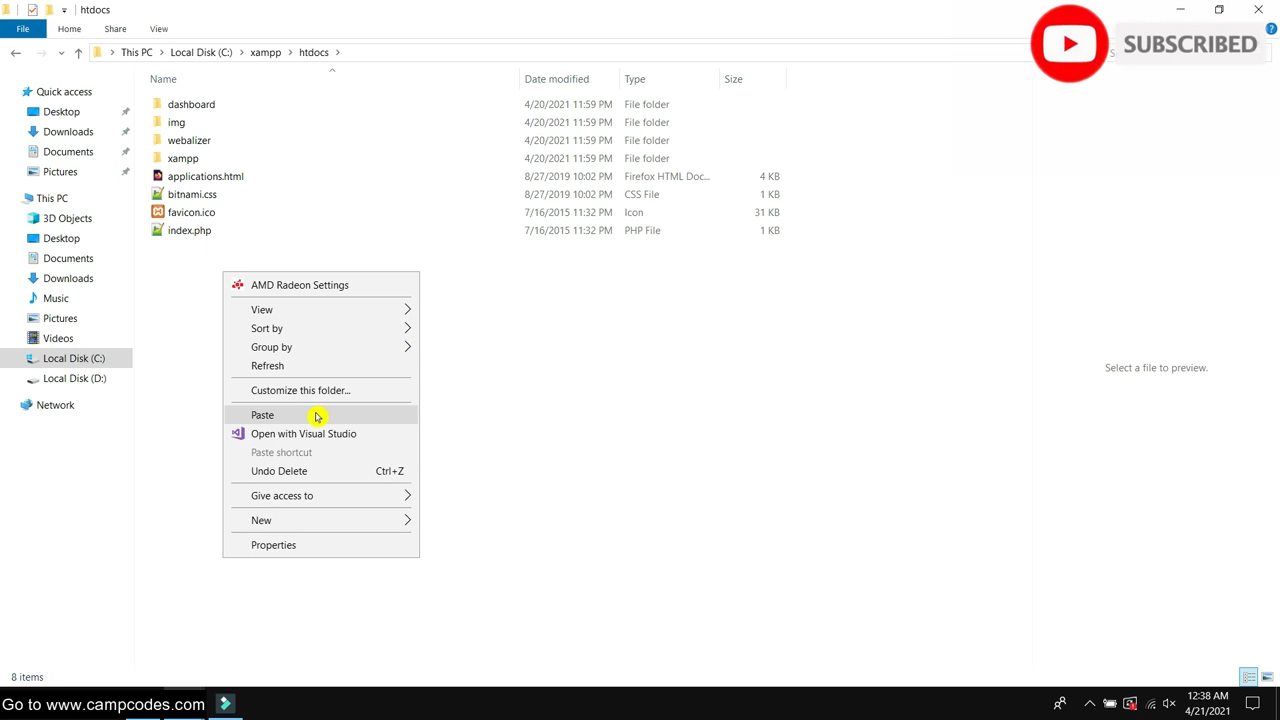 htdocs
File Home Share View
This PC Local Disk (C:) xampp htdocs
SUBSCRIBED
Name Date modified Type Size
Quick access
Desktop
Downloads
Documents
Pictures
This PC
3D Objects
Desktop
Documents
Downloads
Music
Pictures
Videos
Local Disk (C:)
Local Disk (D:)
Network
dashboard 4/20/2021 11:59 PM File folder
img 4/20/2021 11:59 PM File folder
webalizer 4/20/2021 11:59 PM File folder
xampp 4/20/2021 11:59 PM File folder
applications.html 8/27/2019 10:02 PM Firefox HTML Doc... 4 KB
bitnami.css 8/27/2019 10:02 PM CSS File 1 KB
favicon.ico 7/16/2015 11:32 PM Icon 31 KB
index.php 7/16/2015 11:32 PM PHP File 1 KB
AMD Radeon Settings
View
Sort by
Group by
Refresh
Customize this folder...
Paste
Open with Visual Studio
Paste shortcut
Undo Delete Ctrl+Z
Give access to
New
Properties
Select a file to preview.
8 items
Go to www.campcodes.com
12:38 AM
4/21/2021